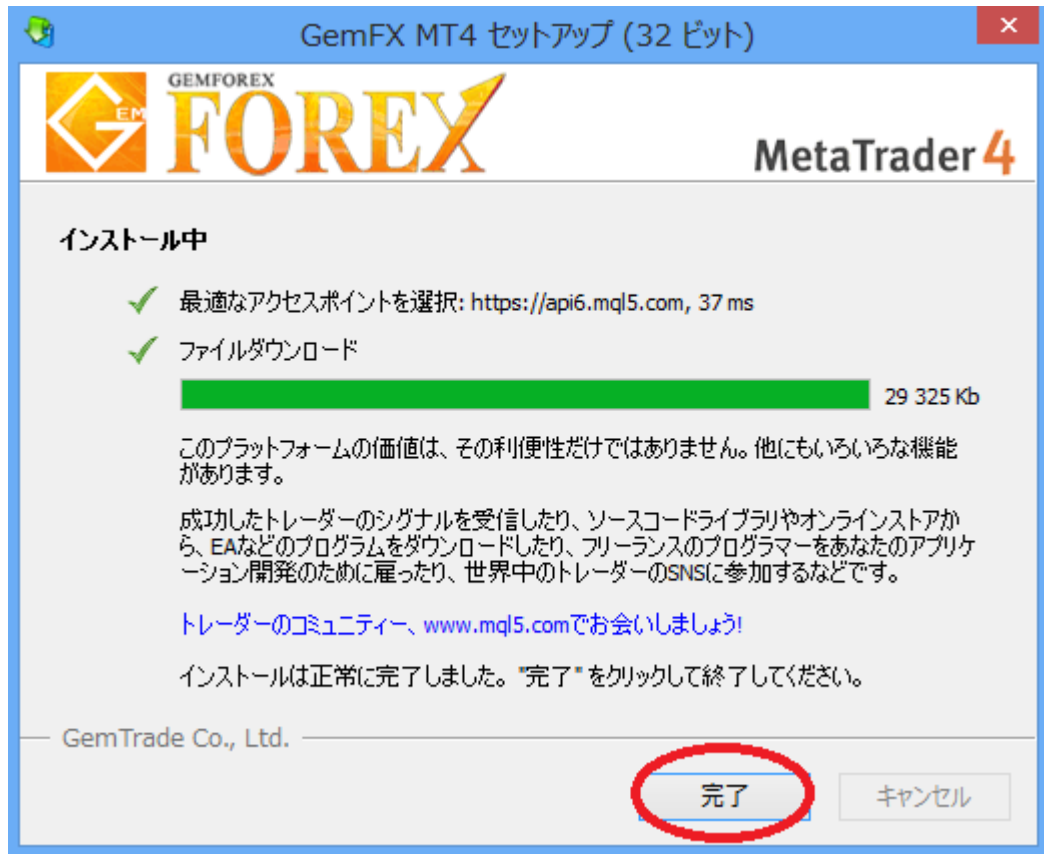 GemFX MT4 セットアップ (32 ビット)
GEM
GEMFOREX
FOREX
MetaTrader 4
インストール中
最適なアクセスポイントを選択: https://api6.mql5.com, 37 ms
ファイルダウンロード
29 325 Kb
このプラットフォームの価値は、その利便性だけではありません。他にもいろいろな機能
があります。
成功したトレーダーのシグナルを受信したり、ソースコードライブラリやオンラインストアか
ら、EAなどのプログラムをダウンロードしたり、フリーランスのプログラマーをあなたのアプリケ
ーション開発のために雇ったり、世界中のトレーダーのSNSに参加するなどです。
トレーダーのコミュニティー、www.mql5.comでお会いしましょう!
インストールは正常に完了しました。"完了" をクリックして終了してください。
GemTrade Co., Ltd.
完了
キャンセル